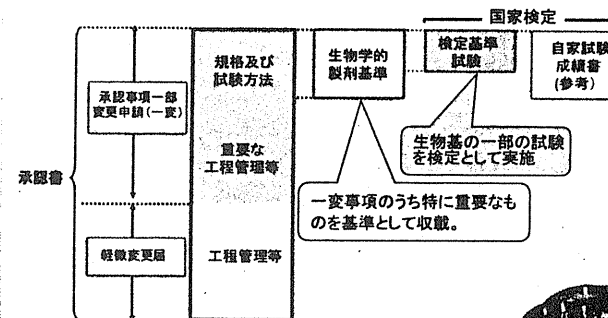 国家検定
規格及び
試験方法
生物学的
製剤基準
検定基準
試験
自家試験
成績書
(参考)
承認事項一部
変更申請(一変)
重要な
工程管理等
生物基の一部の試験
を検定として実施
承認書
一変事項のうち特に重要なも
のを基準として収載。
軽微変更届
工程管理等